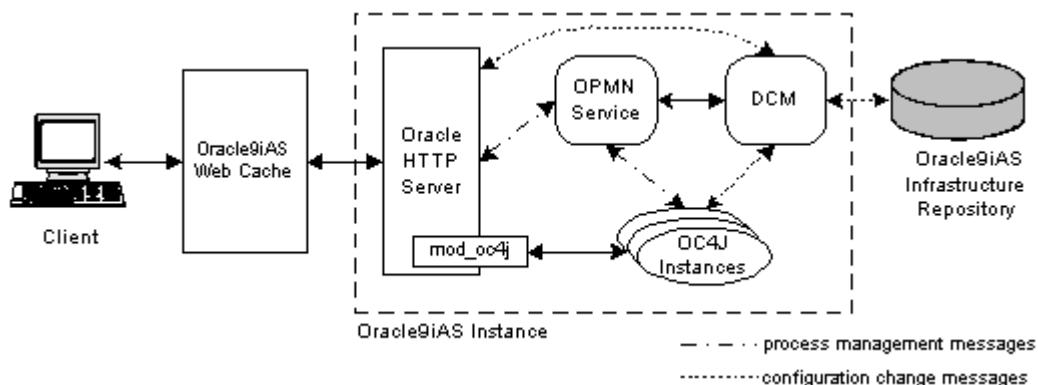 Client
Oracle9iAS
Web Cache
Oracle
HTTP
Server
mod_oc4j
OPMN
Service
DCM
OC4J
Instances
Oracle9iAS
Infrastructure
Repository
Oracle9iAS Instance
process management messages
configuration change messages